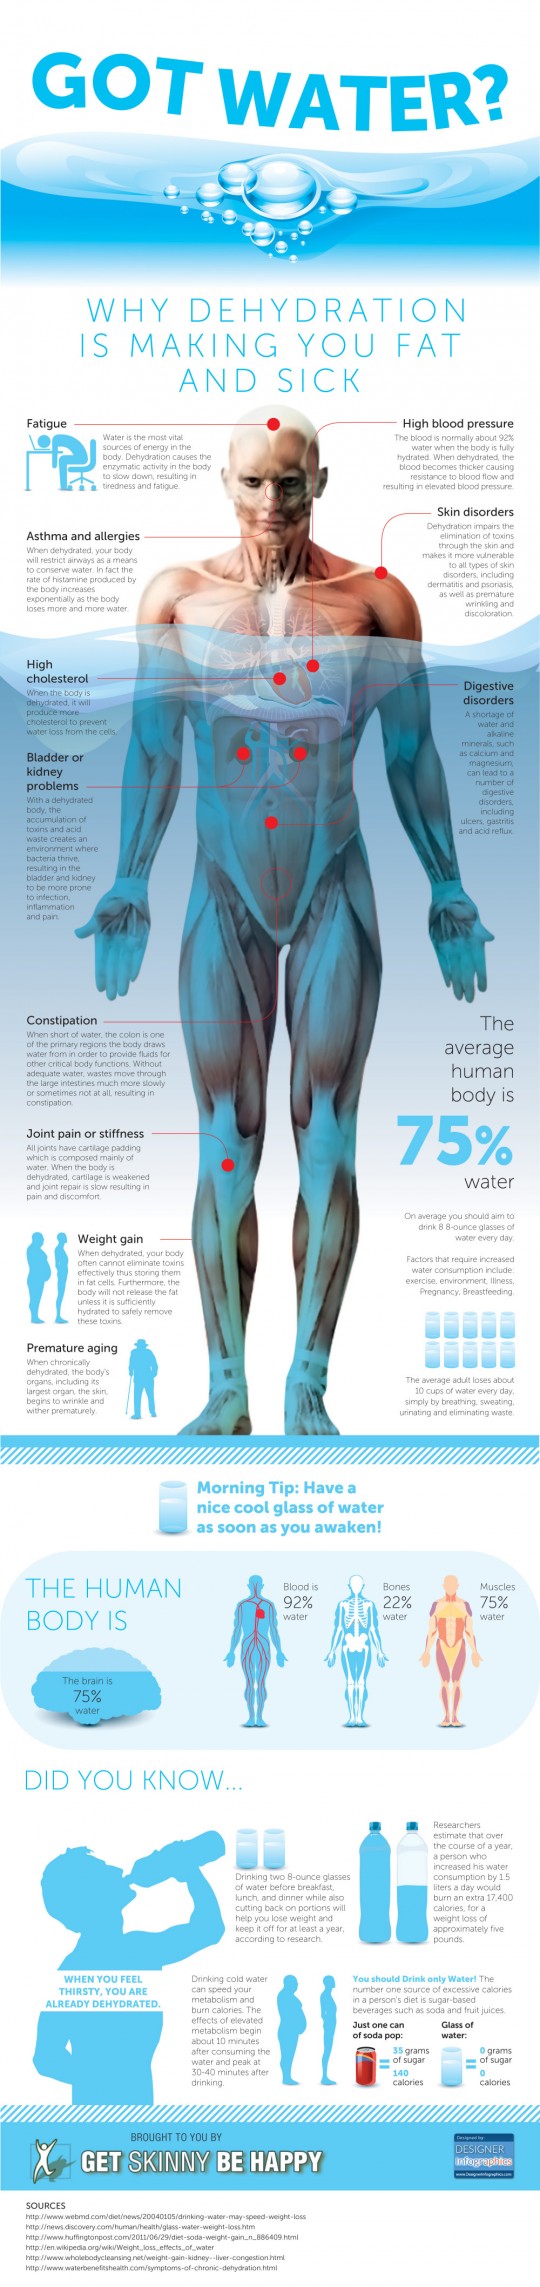 GOT WATER?
WHY DEHYDRATION
IS MAKING YOU FAT
AND SICK
Fatigue
Water is the most vital
sources of energy in the
body. Dehydration causes the
enzymatic activity in the body
to slow down, resulting in
tiredness and fatigue.
High blood pressure
The blood is normally about 92%
water when the body is fully
hydrated. When dehydrated, the
blood becomes thicker causing
resistance to blood flow and
resulting in elevated blood pressure.
Asthma and allergies
When dehydrated, your body
will restrict airways as a means
to conserve water. In fact the
rate of histamine produced by
the body increases
exponentially as the body
loses more and more water.
Skin disorders
Dehydration impairs the
elimination of toxins
through the skin and
makes it more vulnerable
to all types of skin
disorders, including
dermatitis and psoriasis,
as well as premature
wrinkling and
discoloration.
High
cholesterol
When the body is
dehydrated, it will
produce more
cholesterol to prevent
water loss from the cells.
Digestive
disorders
A shortage of
water and
alkaline
minerals, such
as calcium and
magnesium,
can lead to a
number of
digestive
disorders,
including
ulcers, gastritis
and acid reflux.
Bladder or
kidney
problems
With a dehydrated
body, the
accumulation of
toxins and acid
waste creates an
environment where
bacteria thrive,
resulting in the
bladder and kidney
to be more prone
to infection,
inflammation
and pain.
Constipation
When short of water, the colon is one
of the primary regions the body draws
water from in order to provide fluids for
other critical body functions. Without
adequate water, wastes move through
the large intestines much more slowly
or sometimes not at all, resulting in
constipation.
The
average
human
body is
75%
water
Joint pain or stiffness
All joints have cartilage padding
which is composed mainly of
water. When the body is
dehydrated, cartilage is weakened
and joint repair is slow resulting in
pain and discomfort.
On average you should aim to
drink 8 8-ounce glasses of
water every day.
Factors that require increased
water consumption include:
exercise, environment, Illness,
Pregnancy, Breastfeeding.
Weight gain
When dehydrated, your body
often cannot eliminate toxins
effectively thus storing them
in fat cells. Furthermore, the
body will not release the fat
unless it is sufficiently
hydrated to safely remove
these toxins.
Premature aging
When chronically
dehydrated, the body's
organs, including its
largest organ, the skin,
begins to wrinkle and
wither prematurely.
The average adult loses about
10 cups of water every day,
simply by breathing, sweating,
urinating and eliminating waste.
Morning Tip: Have a
nice cool glass of water
as soon as you awaken!
THE HUMAN
BODY IS
The brain is
75%
water
Blood is
92%
water
Bones
22%
water
Muscles
75%
water
DID YOU KNOW...
Drinking two 8-ounce glasses
of water before breakfast,
lunch, and dinner while also
cutting back on portions will
help you lose weight and
keep it off for at least a year,
according to research.
Researchers
estimate that over
the course of a year,
a person who
increased his water
consumption by 1.5
liters a day would
burn an extra 17,400
calories, for a
weight loss of
approximately five
pounds.
WHEN YOU FEEL
THIRSTY, YOU ARE
ALREADY DEHYDRATED.
Drinking cold water
can speed your
metabolism and
burn calories. The
effects of elevated
metabolism begin
about 10 minutes
after consuming the
water and peak at
30-40 minutes after
drinking.
You should Drink only Water! The
number one source of excessive calories
in a person's diet is sugar-based
beverages such as soda and fruit juices.
Just one can
of soda pop:
= 35 grams
of sugar
140
calories
Glass of
water:
= 0 grams
of sugar
0
calories
BROUGHT TO YOU BY
GET SKINNY BE HAPPY
Designed by:
DESIGNER
Infographics
www.DesignerInfographics.com
SOURCES
http://www.webmd.com/diet/news/20040105/drinking-water-may-speed-weight-loss
http://news.discovery.com/human/health/glass-water-weight-loss.htm
http://www.huffingtonpost.com/2011/06/29/diet-soda-weight-gain_n_886409.html
http://en.wikipedia.org/wiki/Weight_loss_effects_of_water
http://www.wholebodycleansing.net/weight-gain-kidney--liver-congestion.html
http://www.waterbenefitshealth.com/symptoms-of-chronic-dehydration.html